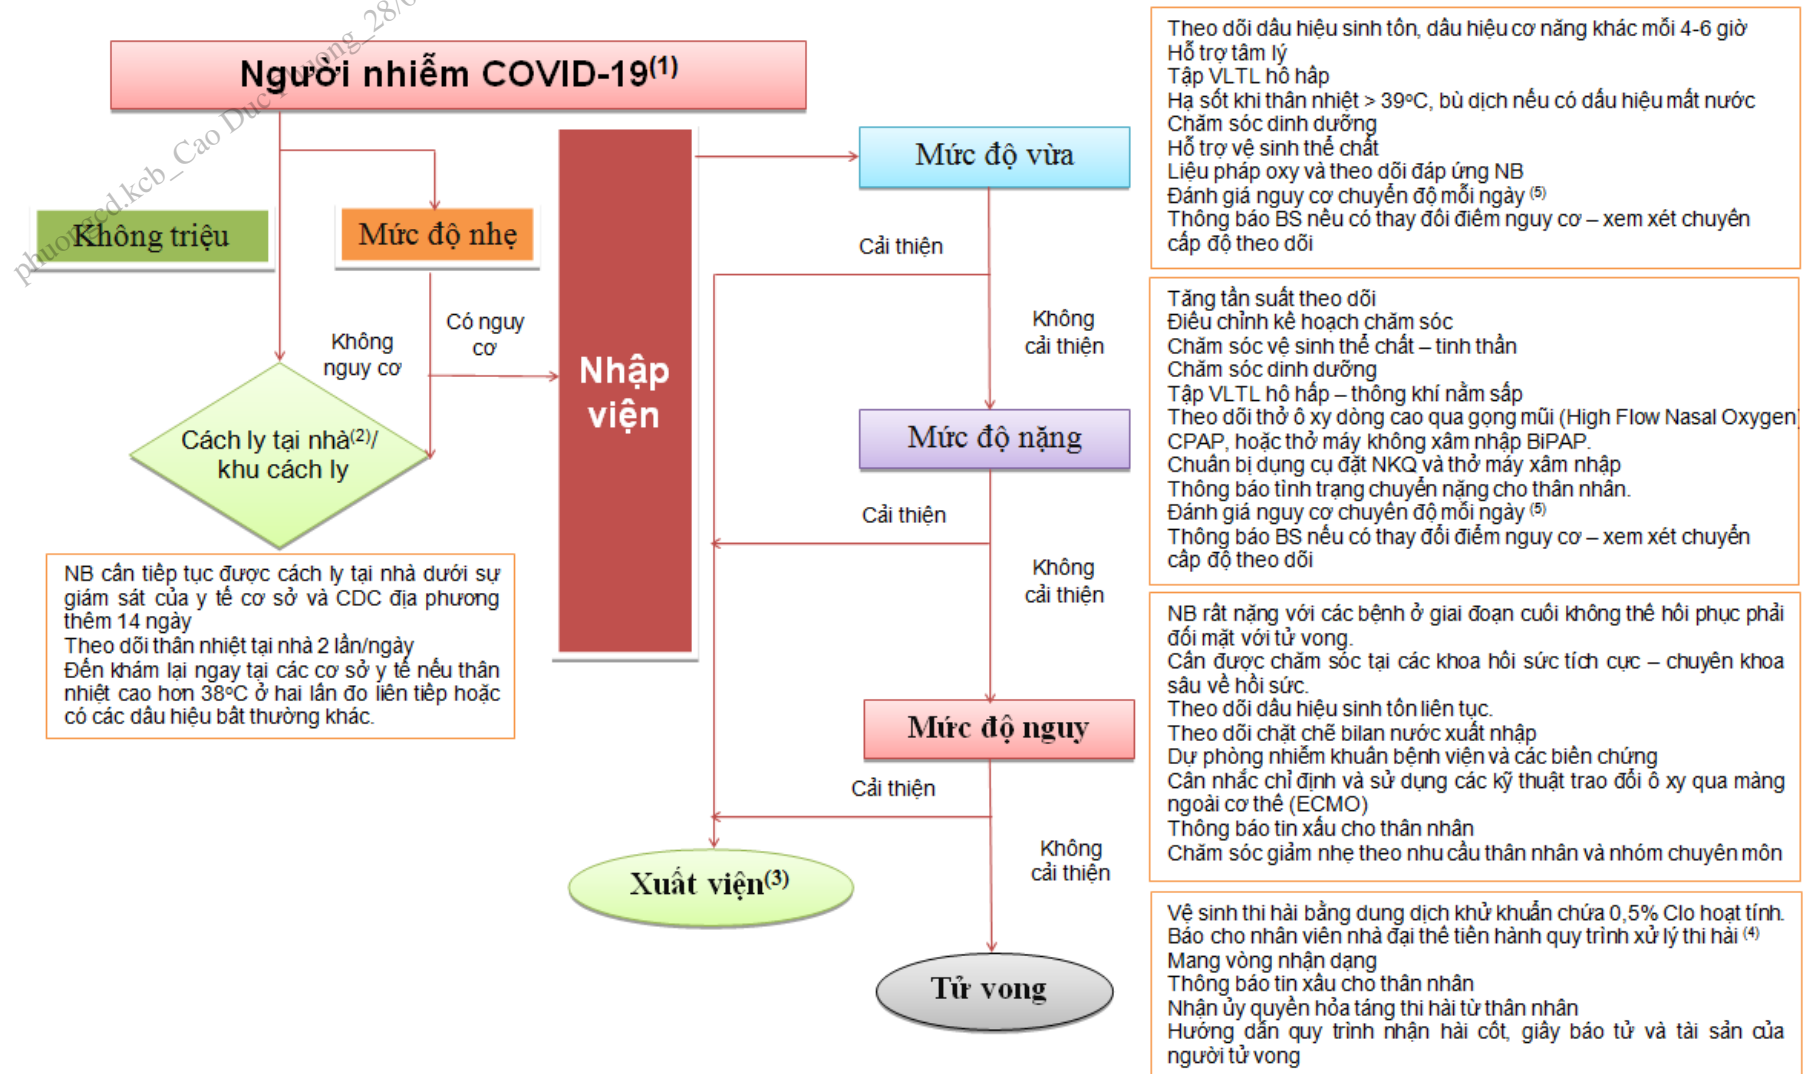 phuongcd.kcb_Cao Duc Phuong_28/0
Người nhiễm COVID-19(1)
Không triệu
Mức độ nhẹ
Không
nguy cơ
Có nguy
cơ
Cách ly tại nhà(2)/
khu cách ly
NB cần tiếp tục được cách ly tại nhà dưới sự
giám sát của y tế cơ sở và CDC địa phương
thêm 14 ngày
Theo dõi thân nhiệt tại nhà 2 lần/ngày
Đến khám lại ngay tại các cơ sở y tế nếu thân
nhiệt cao hơn 38ºC ở hai lần đo liên tiếp hoặc
có các dấu hiệu bất thường khác.
Nhập
viện
Mức độ vừa
Cải thiện
Không
cải thiện
Mức độ nặng
Cải thiện
Không
cải thiện
Mức độ nguy
Cải thiện
Không
cải thiện
Xuất viện(3)
Tử vong
Theo dõi dấu hiệu sinh tồn, dấu hiệu cơ năng khác mỗi 4-6 giờ
Hỗ trợ tâm lý
Tập VLTL hô hấp
Hạ sốt khi thân nhiệt > 39ºC, bù dịch nếu có dấu hiệu mất nước
Chăm sóc dinh dưỡng
Hỗ trợ vệ sinh thể chất
Liệu pháp oxy và theo dõi đáp ứng NB
Đánh giá nguy cơ chuyển độ mỗi ngày (5)
Thông báo BS nếu có thay đổi điểm nguy cơ – xem xét chuyển
cấp độ theo dõi
Tăng tần suất theo dõi
Điều chỉnh kế hoạch chăm sóc
Chăm sóc vệ sinh thể chất – tinh thần
Chăm sóc dinh dưỡng
Tập VLTL hô hấp – thông khí nằm sấp
Theo dõi thở ô xy dòng cao qua gọng mũi (High Flow Nasal Oxygen)
CPAP, hoặc thở máy không xâm nhập BiPAP.
Chuẩn bị dụng cụ đặt NKQ và thở máy xâm nhập
Thông báo tình trạng chuyển nặng cho thân nhân.
Đánh giá nguy cơ chuyển độ mỗi ngày (5)
Thông báo BS nếu có thay đổi điểm nguy cơ – xem xét chuyển
cấp độ theo dõi
NB rất nặng với các bệnh ở giai đoạn cuối không thể hồi phục phải
đối mặt với tử vong.
Cần được chăm sóc tại các khoa hồi sức tích cực – chuyên khoa
sâu về hồi sức.
Theo dõi dấu hiệu sinh tồn liên tục.
Theo dõi chặt chẽ bilan nước xuất nhập
Dự phòng nhiễm khuẩn bệnh viện và các biến chứng
Cân nhắc chỉ định và sử dụng các kỹ thuật trao đổi ô xy qua màng
ngoài cơ thể (ECMO)
Thông báo tin xấu cho thân nhân
Chăm sóc giảm nhẹ theo nhu cầu thân nhân và nhóm chuyên môn
Vệ sinh thi hài bằng dung dịch khử khuẩn chứa 0,5% Clo hoạt tính.
Báo cho nhân viên nhà đại thể tiến hành quy trình xử lý thi hài (4)
Mang vòng nhận dạng
Thông báo tin xấu cho thân nhân
Nhận ủy quyền hỏa táng thi hài từ thân nhân
Hướng dẫn quy trình nhận hài cốt, giấy báo tử và tài sản của
người tử vong